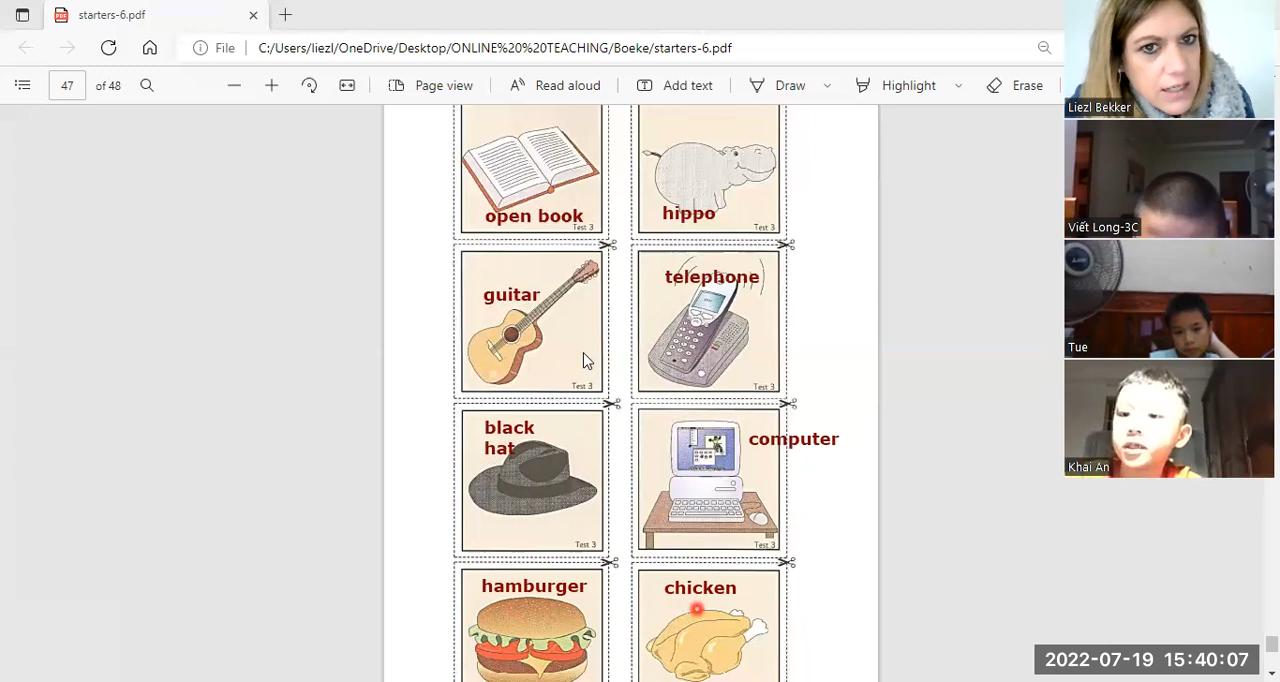 starters-6.pdf
File
C:/Users/liezl/OneDrive/Desktop/ONLINE%20%20TEACHING/Boeke/starters-6.pdf
47
of 48
Page view
Read aloud
Add text
Draw
Highlight
Erase
open book
Test 3
hippo
Test 3
guitar
Test 3
telephone
Test 3
black
hat
Test 3
computer
Test 3
hamburger
chicken
Liezl Bekker
Viết Long-3C
Tue
Khai An
2022-07-19 15:40:07